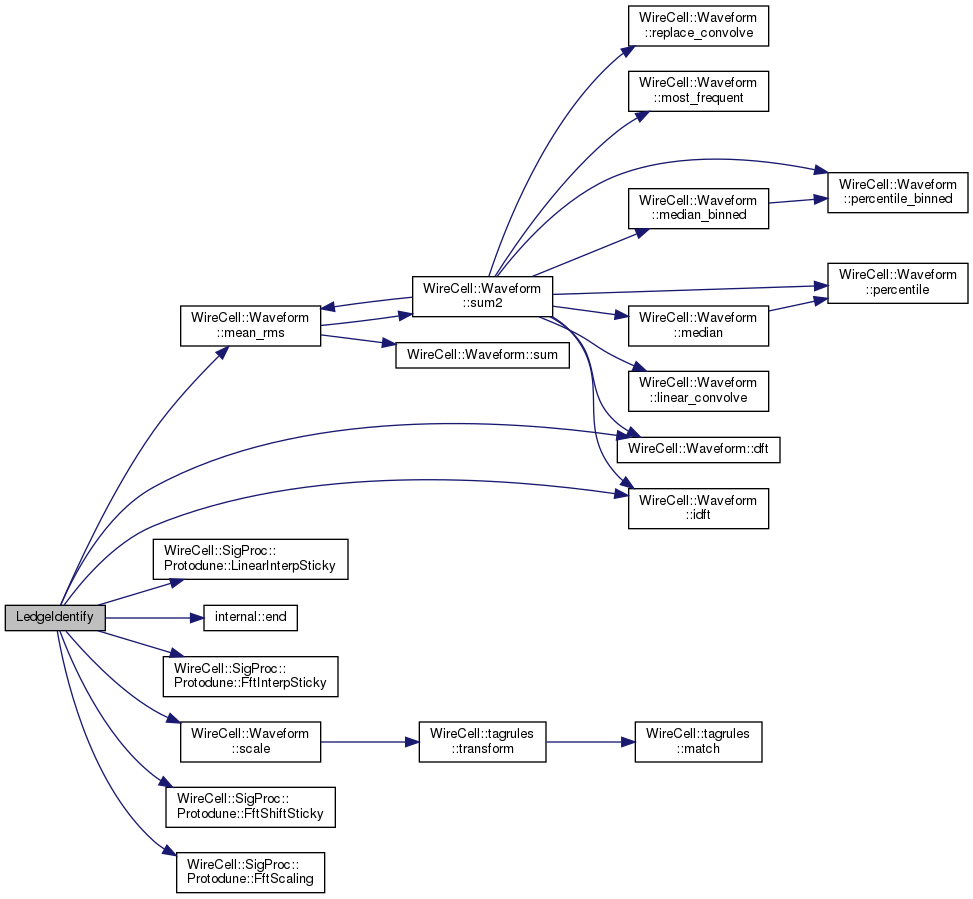 WireCell::Waveform
::replace_convolve
WireCell::Waveform
::most_frequent
WireCell::Waveform
::percentile_binned
WireCell::Waveform
::median_binned
WireCell::Waveform
::sum2
WireCell::Waveform
::percentile
WireCell::Waveform
::mean_rms
WireCell::Waveform
::median
WireCell::Waveform::sum
WireCell::Waveform
::linear_convolve
WireCell::Waveform::dft
WireCell::Waveform
::idft
WireCell::SigProc::
Protodune::LinearInterpSticky
LedgeIdentify
internal::end
WireCell::SigProc::
Protodune::FftInterpSticky
WireCell::Waveform
::scale
WireCell::tagrules
::transform
WireCell::tagrules
::match
WireCell::SigProc::
Protodune::FftShiftSticky
WireCell::SigProc::
Protodune::FftScaling